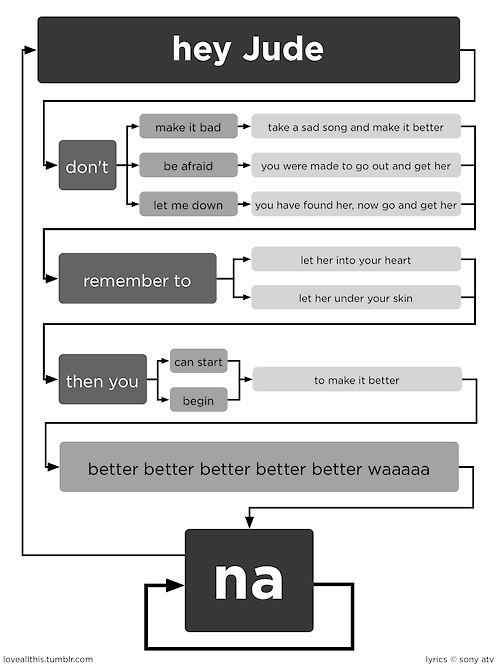 hey Jude
don't
make it bad
take a sad song and make it better
be afraid
you were made to go out and get her
let me down
you have found her, now go and get her
remember to
let her into your heart
let her under your skin
then you
can start
begin
to make it better
better better better better better waaaaa
na
loveallthis.tumblr.com
lyrics © sony atv